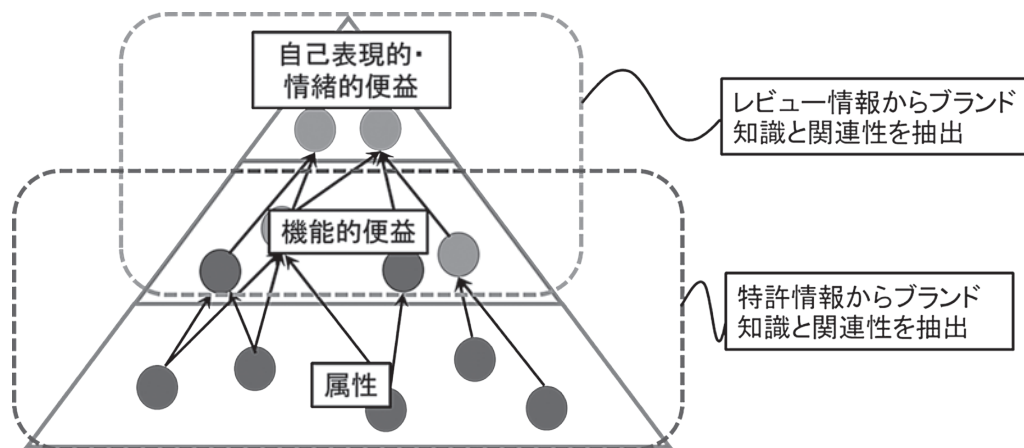 自己表現的・
情緒的便益
レビュー情報からブランド
知識と関連性を抽出
機能的便益
特許情報からブランド
知識と関連性を抽出
属性